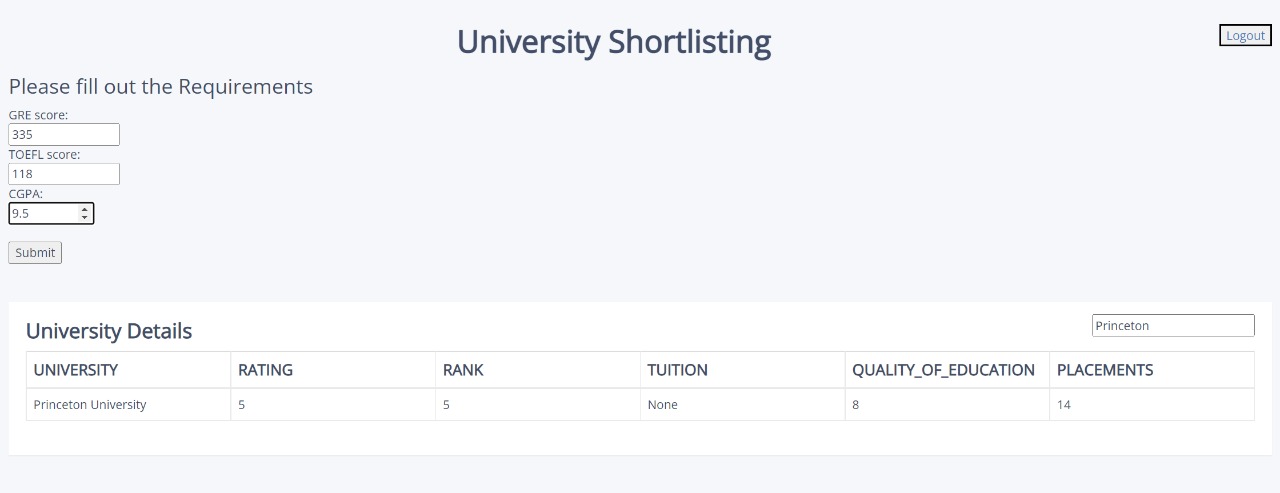 University Shortlisting
Logout
Please fill out the Requirements
GRE score:
335
TOEFL score:
118
CGPA:
9.5
Submit
University Details
Princeton
UNIVERSITY RATING RANK TUITION QUALITY_OF_EDUCATION PLACEMENTS
Princeton University 5 5 None 8 14